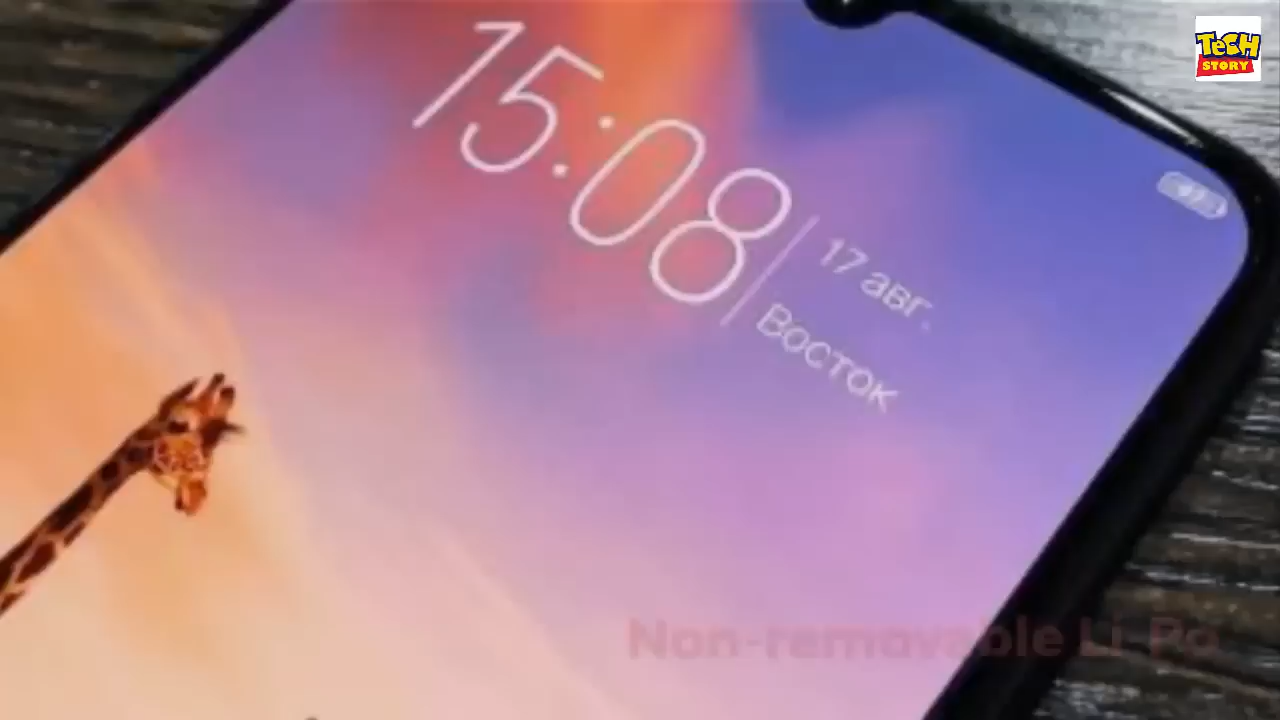 TECH
STORY
15:08
17 авг.
Восток
Non-removable Li-Po